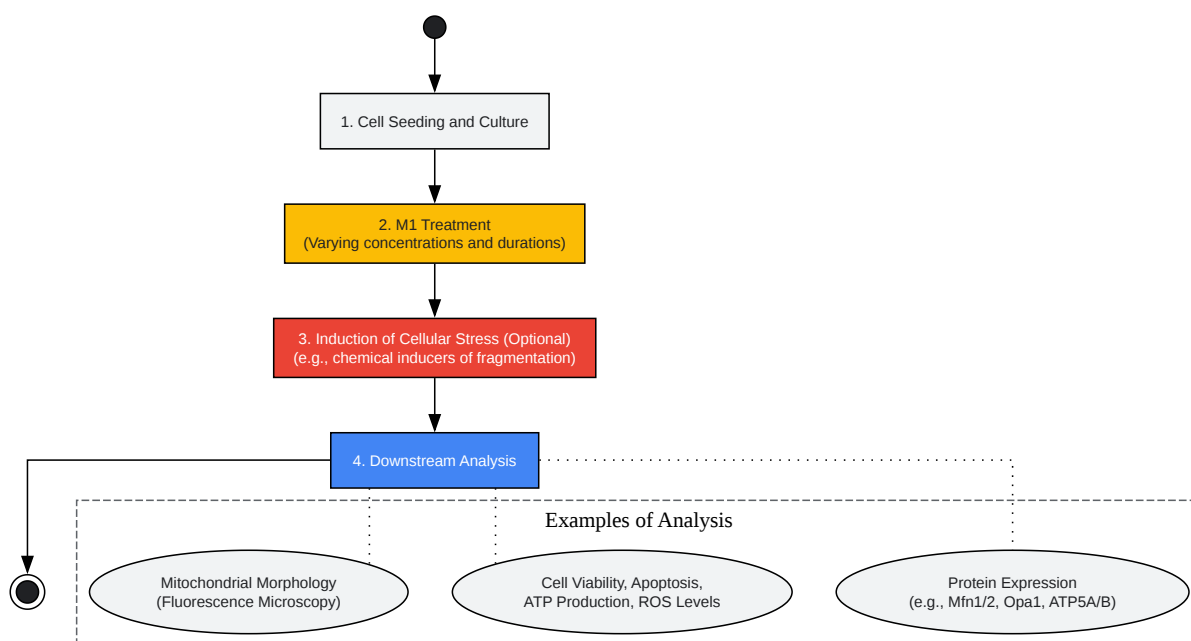 1. Cell Seeding and Culture
2. M1 Treatment
(Varying concentrations and durations)
3. Induction of Cellular Stress (Optional)
(e.g., chemical inducers of fragmentation)
4. Downstream Analysis
Examples of Analysis
Mitochondrial Morphology
(Fluorescence Microscopy)
Cell Viability, Apoptosis,
ATP Production, ROS Levels
Protein Expression
(e.g., Mfn1/2, Opa1, ATP5A/B)